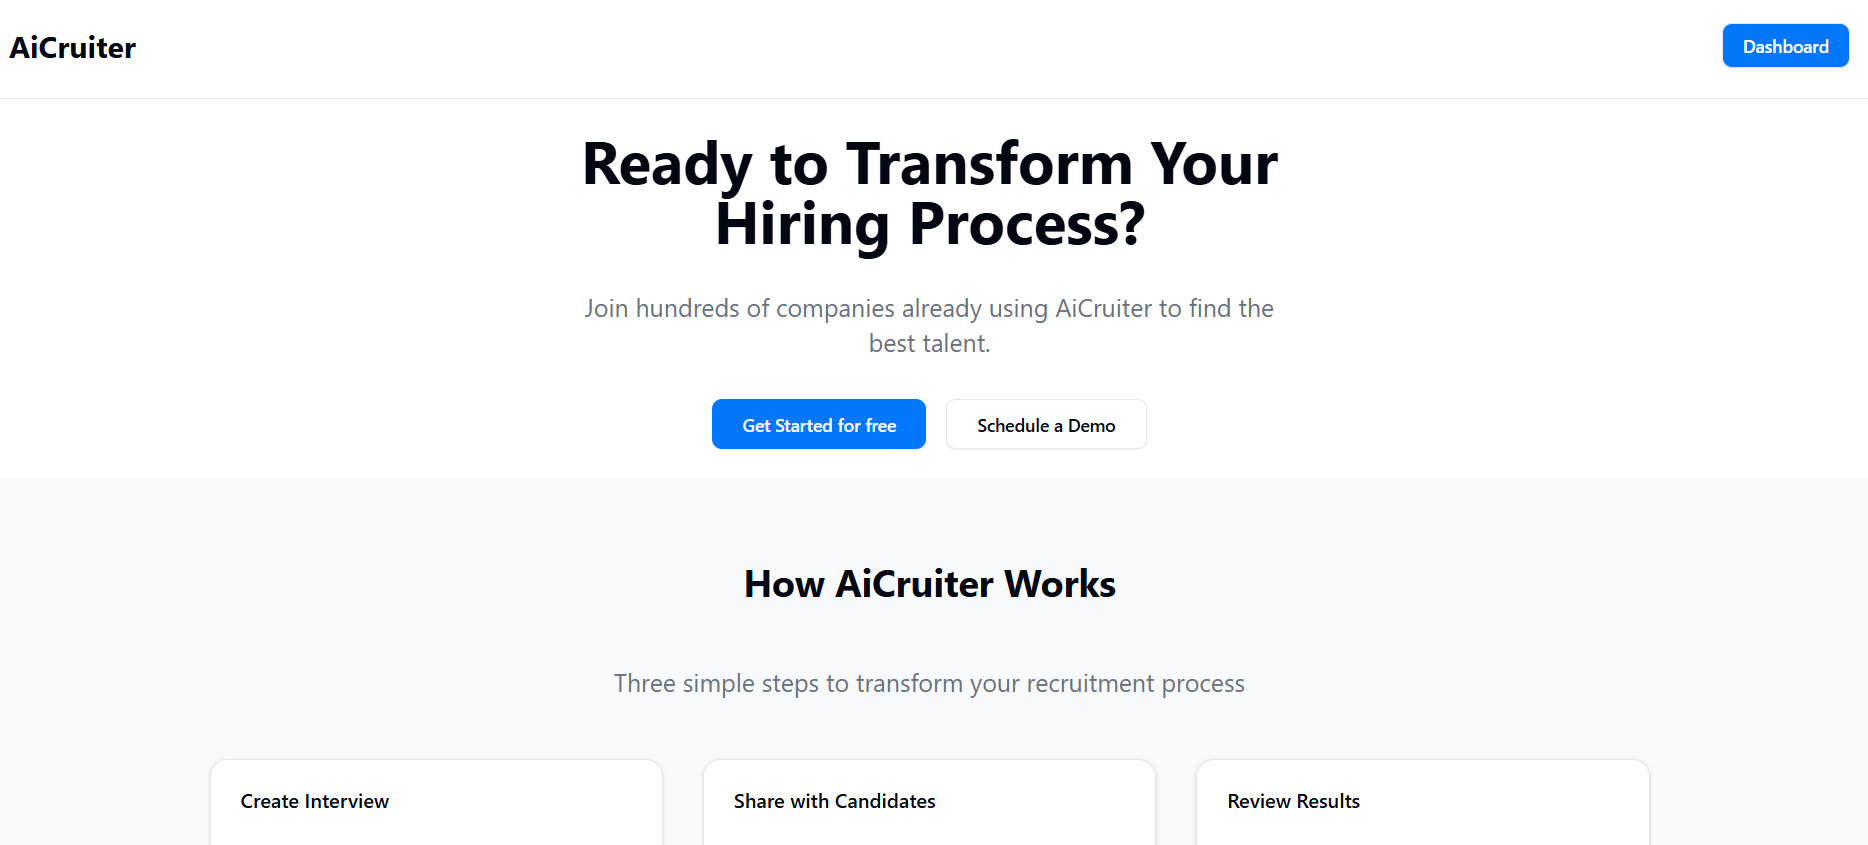 AiCruiter
Dashboard
Ready to Transform Your
Hiring Process?
Join hundreds of companies already using AiCruiter to find the
best talent.
Get Started for free
Schedule a Demo
How AiCruiter Works
Three simple steps to transform your recruitment process
Create Interview
Share with Candidates
Review Results